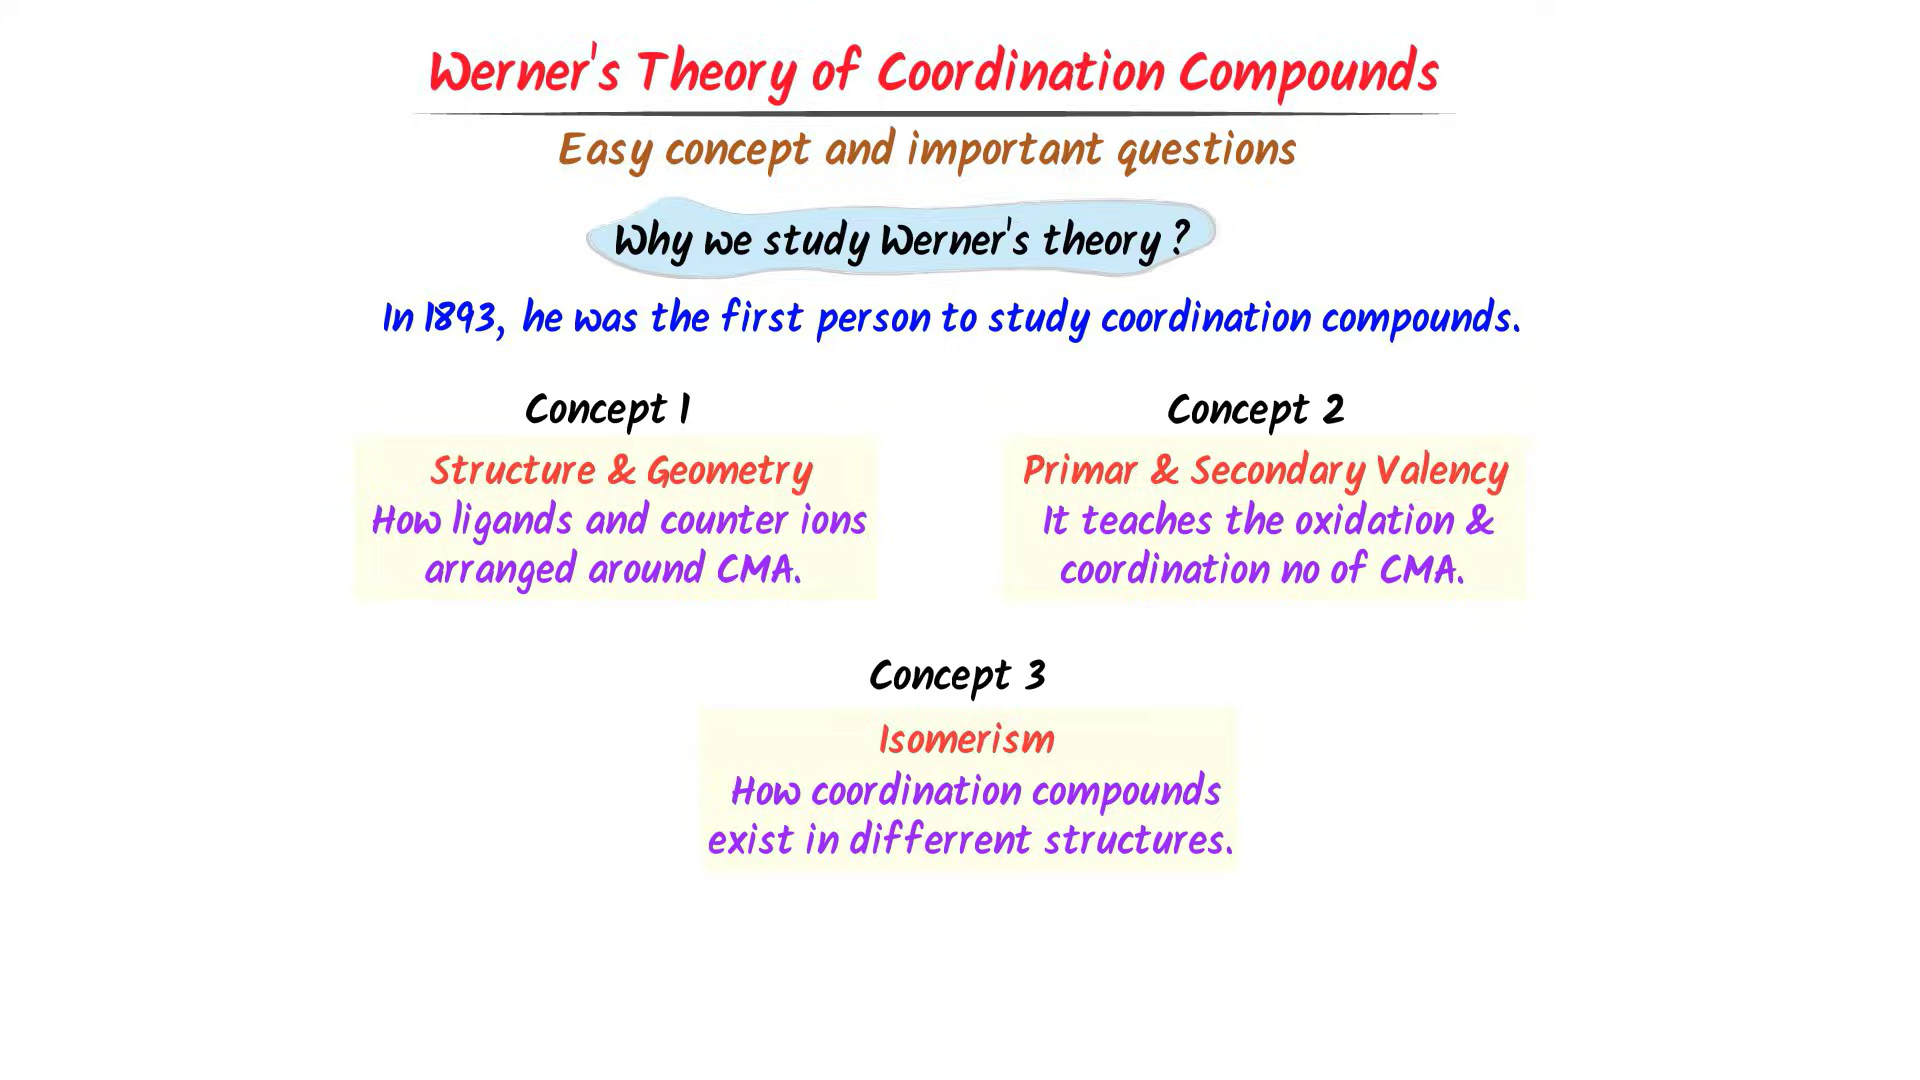 Werner's Theory of Coordination Compounds
Easy concept and important questions
Why we study Werner's theory ?
In 1893, he was the first person to study coordination compounds.
Concept 1
Structure & Geometry
How ligands and counter ions
arranged around CMA.
Concept 2
Primar & Secondary Valency
It teaches the oxidation &
coordination no of CMA.
Concept 3
Isomerism
How coordination compounds
exist in differrent structures.